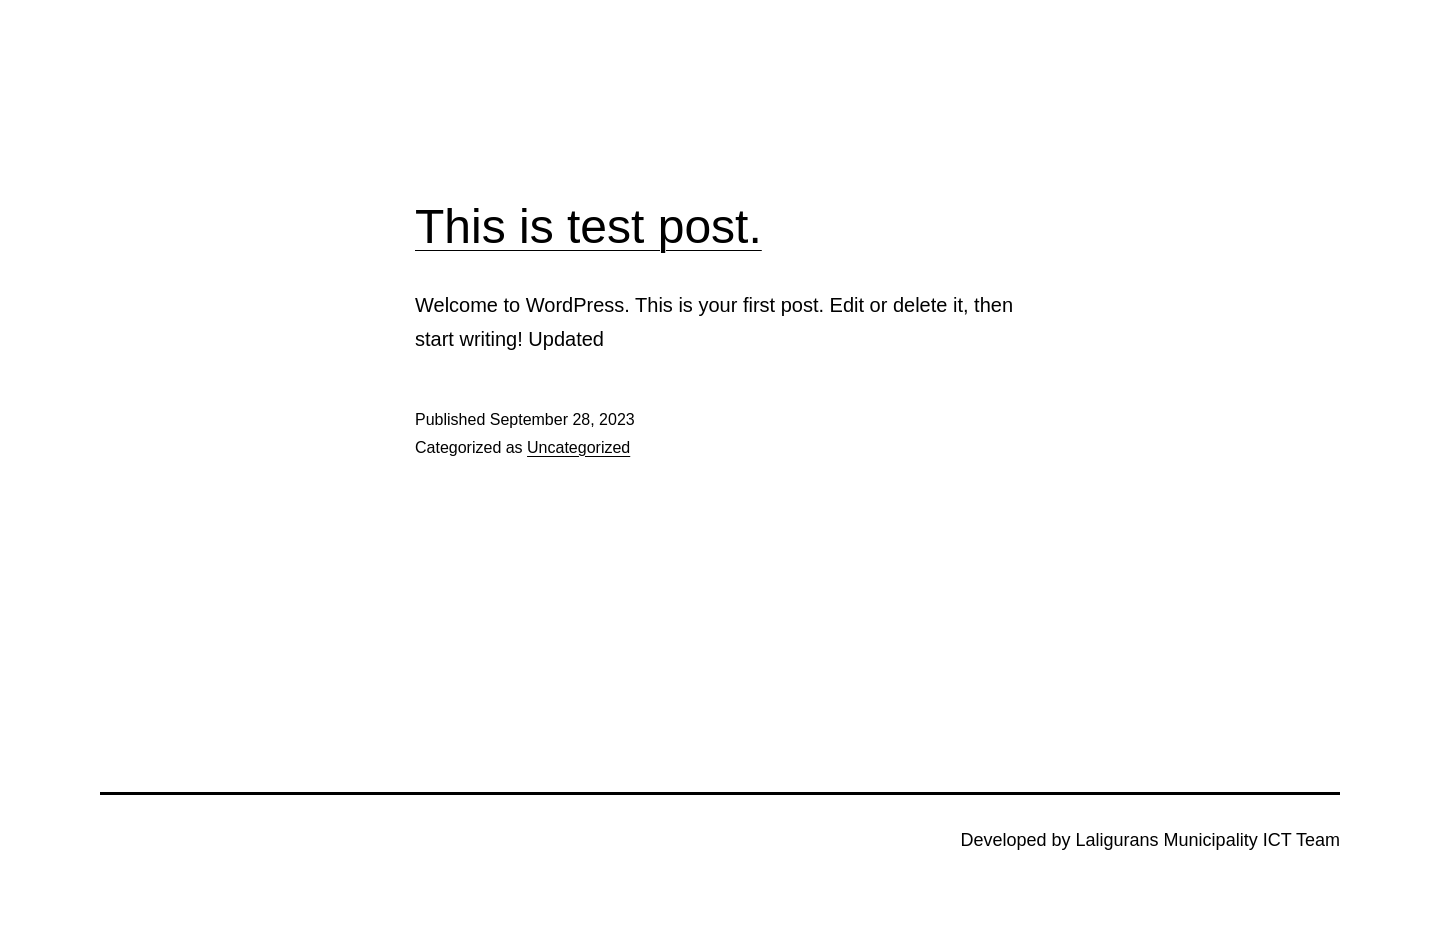 This is test post.
Welcome to WordPress. This is your first post. Edit or delete it, then
start writing! Updated
Published September 28, 2023
Categorized as Uncategorized
Developed by Laligurans Municipality ICT Team